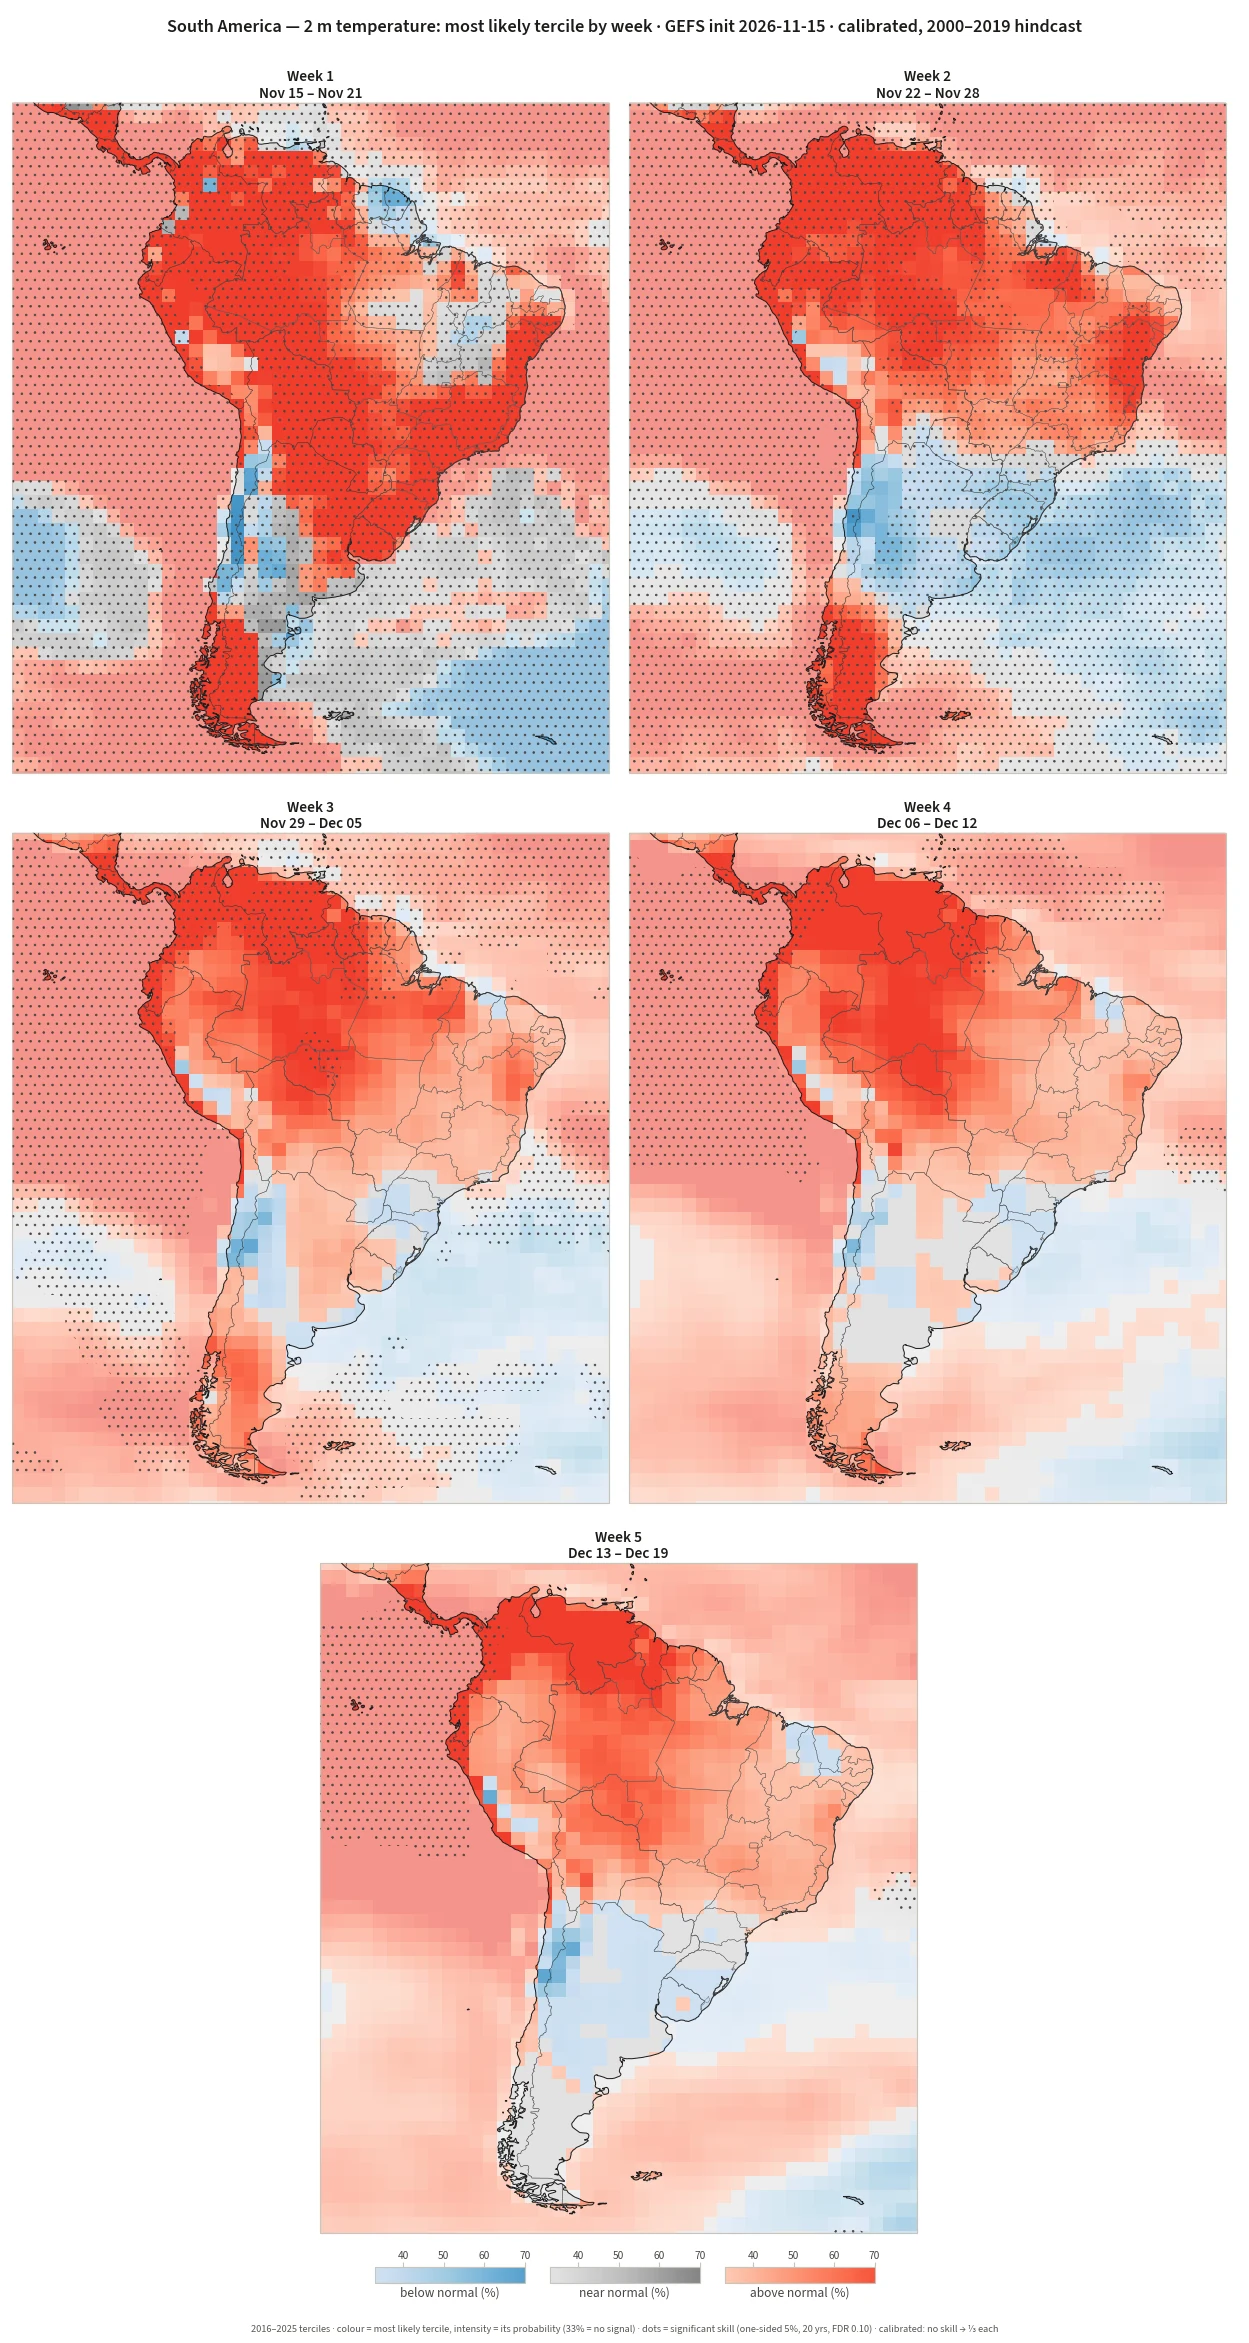 South America — 2 m temperature: most likely tercile by week · GEFS init 2026-11-15 · calibrated, 2000–2019 hindcast
Week 1
Nov 15 – Nov 21
Week 2
Nov 22 – Nov 28
Week 3
Nov 29 – Dec 05
Week 4
Dec 06 – Dec 12
Week 5
Dec 13 – Dec 19
40 50 60 70
below normal (%)
40 50 60 70
near normal (%)
40 50 60 70
above normal (%)
2016–2025 terciles · colour = most likely tercile, intensity = its probability (33% = no signal) · dots = significant skill (one-sided 5%, 20 yrs, FDR 0.10) · calibrated: no skill → ⅓ each